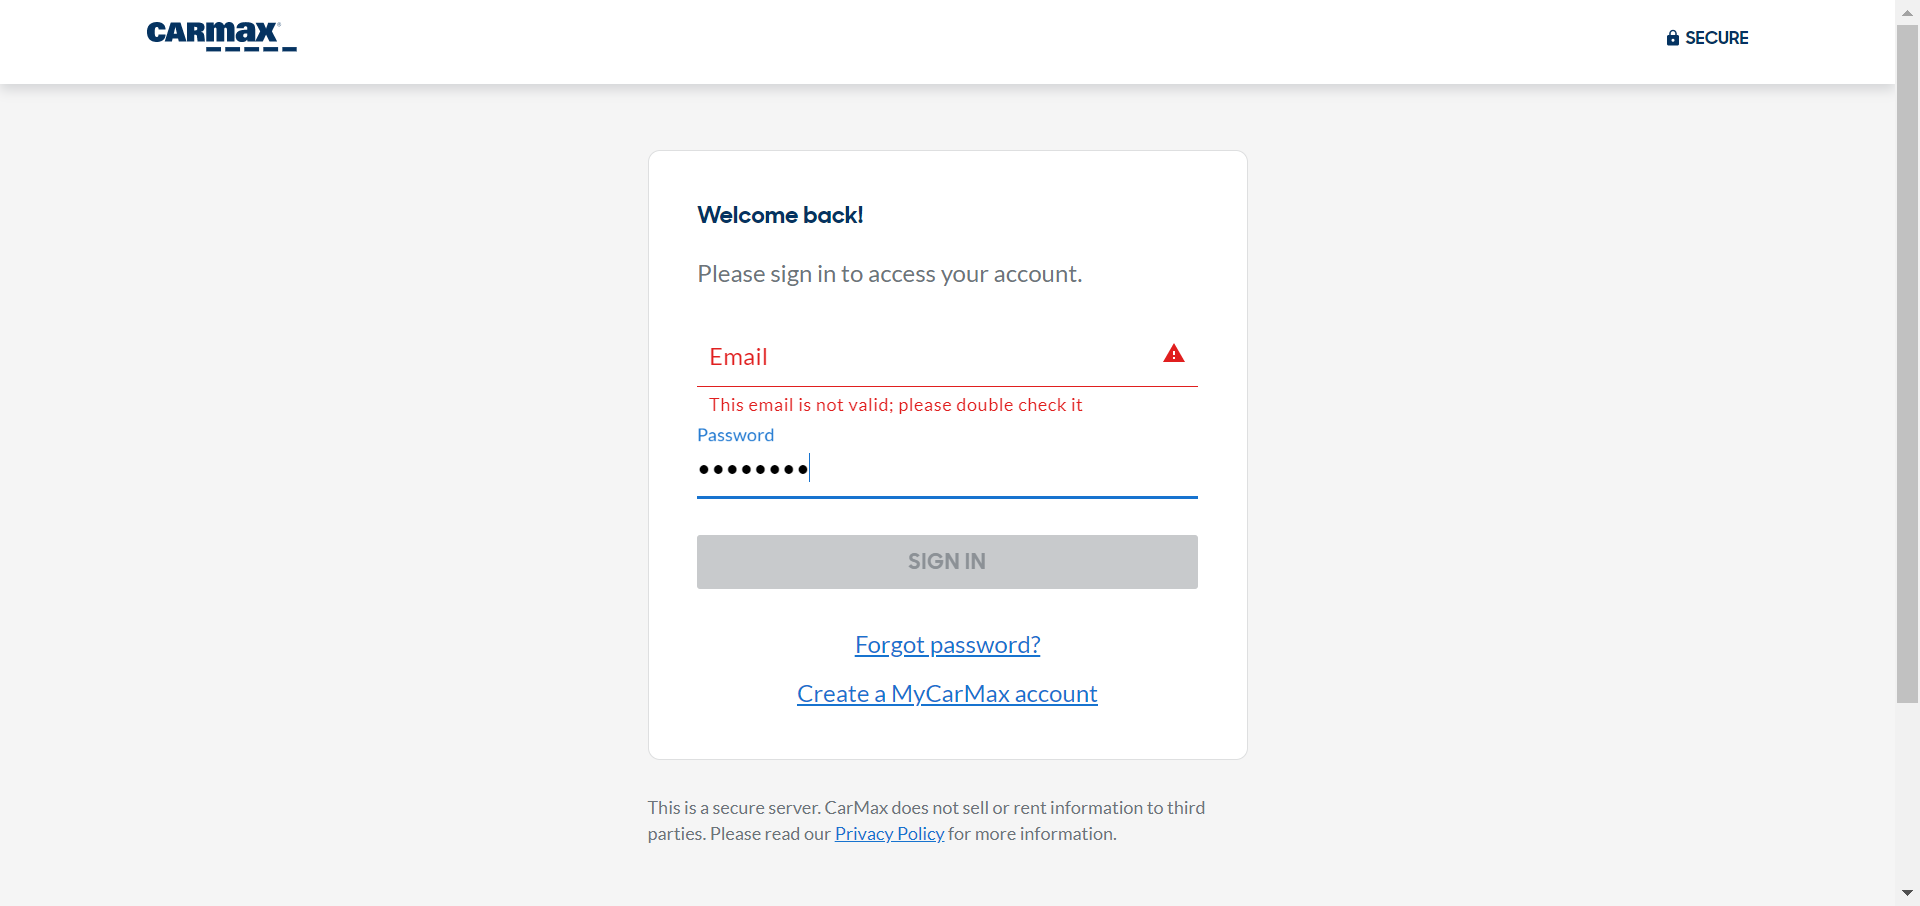 CARMAX
SECURE
Welcome back!
Please sign in to access your account.
Email
This email is not valid; please double check it
Password
••••••••
SIGN IN
Forgot password?
Create a MyCarMax account
This is a secure server. CarMax does not sell or rent information to third
parties. Please read our Privacy Policy for more information.